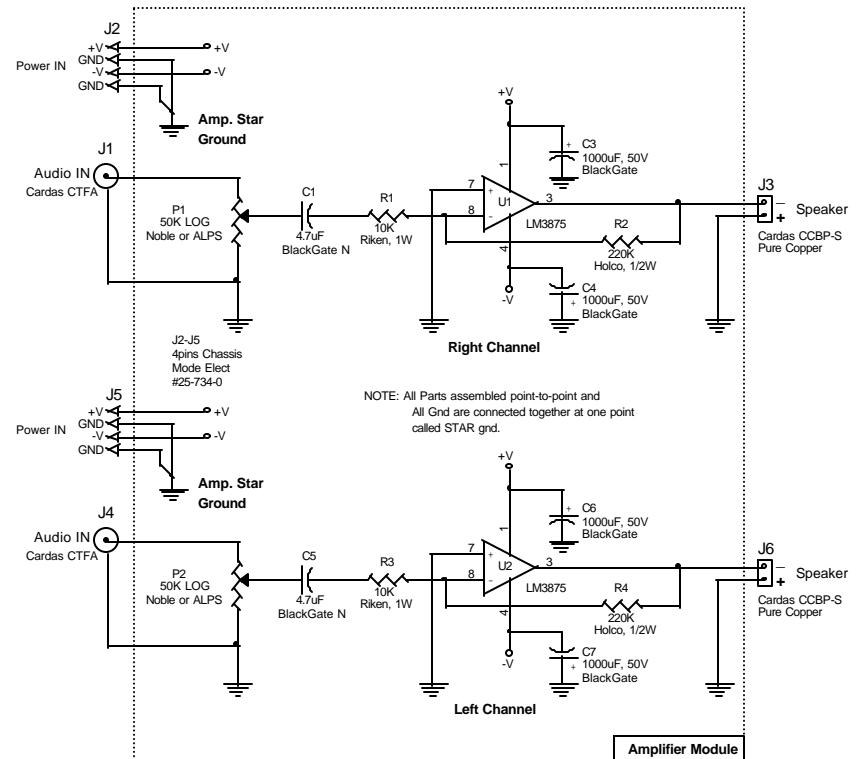 J2
+V
GND
-V
GND
Power IN
+V
-V
Amp. Star
Ground
J1
Audio IN
Cardas CTFA
P1
50K LOG
Noble or ALPS
C1
4.7uF
BlackGate N
R1
10K
Riken, 1W
+V
C3
1000uF, 50V
BlackGate
+
1
7
+
8
-
U1
3
LM3875
4
R2
220K
Holco, 1/2W
-V
C4
1000uF, 50V
BlackGate
+
J3
−
+
Speaker
Cardas CCBP-S
Pure Copper
Right Channel
J2-J5
4pins Chassis
Mode Elect
#25-734-0
NOTE: All Parts assembled point-to-point and
All Gnd are connected together at one point
called STAR gnd.
J5
+V
GND
-V
GND
Power IN
+V
-V
Amp. Star
Ground
J4
Audio IN
Cardas CTFA
P2
50K LOG
Noble or ALPS
C5
4.7uF
BlackGate N
R3
10K
Riken, 1W
+V
C6
1000uF, 50V
BlackGate
+
1
7
+
8
-
U2
3
LM3875
4
R4
220K
Holco, 1/2W
-V
C7
1000uF, 50V
BlackGate
+
J6
−
+
Speaker
Cardas CCBP-S
Pure Copper
Left Channel
Amplifier Module